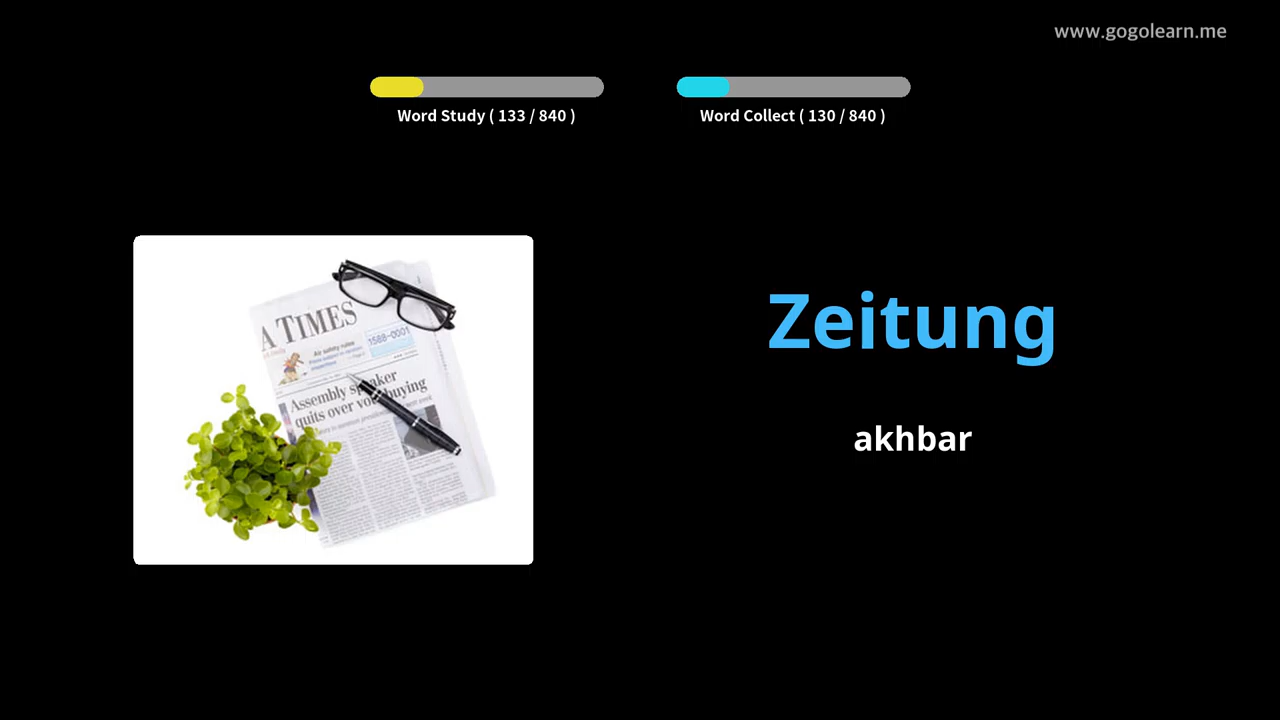 www.gogolearn.me
Word Study ( 133 / 840 )
Word Collect ( 130 / 840 )
A TIMES
Air safety rules
1588-0001
Assembly speaker
quits over vote-buying
Zeitung
akhbar